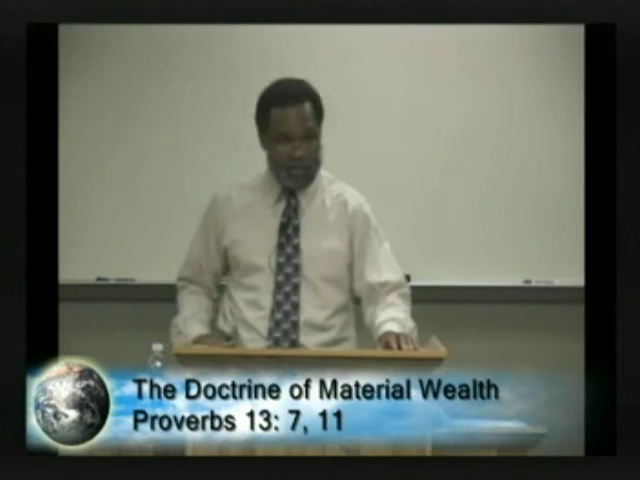 The Doctrine of Material Wealth
Proverbs 13: 7, 11